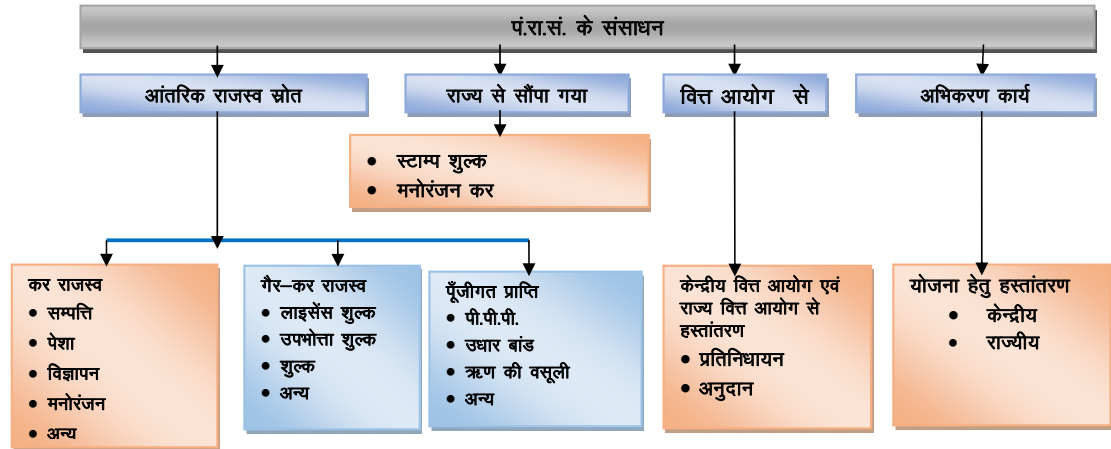 पं.रा.सं. के संसाधन
आंतरिक राजस्व स्रोत
राज्य से सौंपा गया
वित्त आयोग से
अभिकरण कार्य
• स्टाम्प शुल्क
• मनोरंजन कर
कर राजस्व
• सम्पत्ति
• पेशा
• विज्ञापन
• मनोरंजन
• अन्य
गैर–कर राजस्व
• लाइसेंस शुल्क
• उपभोत्ता शुल्क
• शुल्क
• अन्य
पूँजीगत प्राप्ति
• पी.पी.पी.
• उधार बांड
• ऋण की वसूली
• अन्य
केन्द्रीय वित्त आयोग एवं
राज्य वित्त आयोग से
हस्तांतरण
• प्रतिनिधायन
• अनुदान
योजना हेतु हस्तांतरण
• केन्द्रीय
• राज्यीय